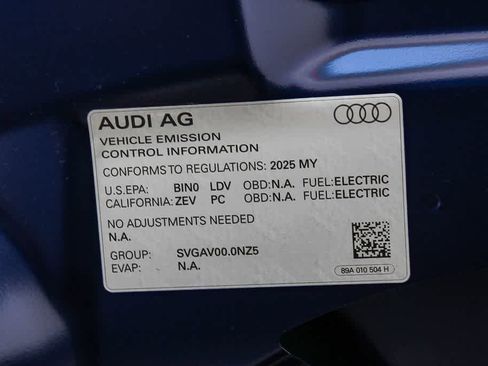 AUDI AG
VEHICLE EMISSION
CONTROL INFORMATION
CONFORMS TO REGULATIONS: 2025 MY
U.S.EPA: BIN0 LDV OBD:N.A. FUEL:ELECTRIC
CALIFORNIA: ZEV PC OBD:N.A. FUEL:ELECTRIC
NO ADJUSTMENTS NEEDED
N.A.
GROUP: SVGAV00.0NZ5
EVAP: N.A.
89A 010 504 H